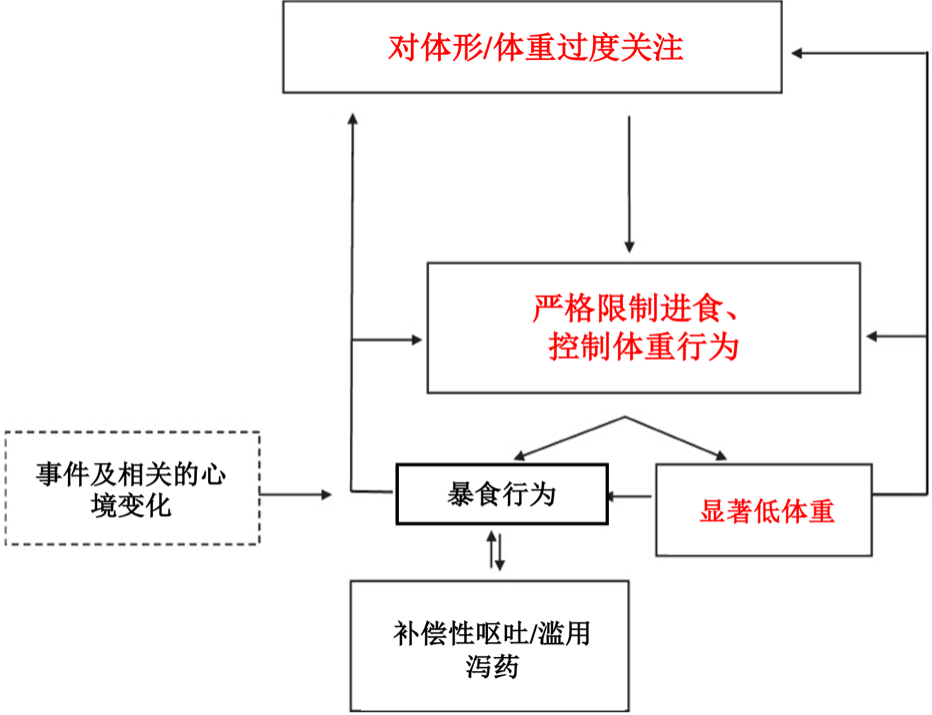 对体形/体重过度关注
严格限制进食、
控制体重行为
事件及相关的心
境变化
暴食行为
显著低体重
补偿性呕吐/滥用
泻药